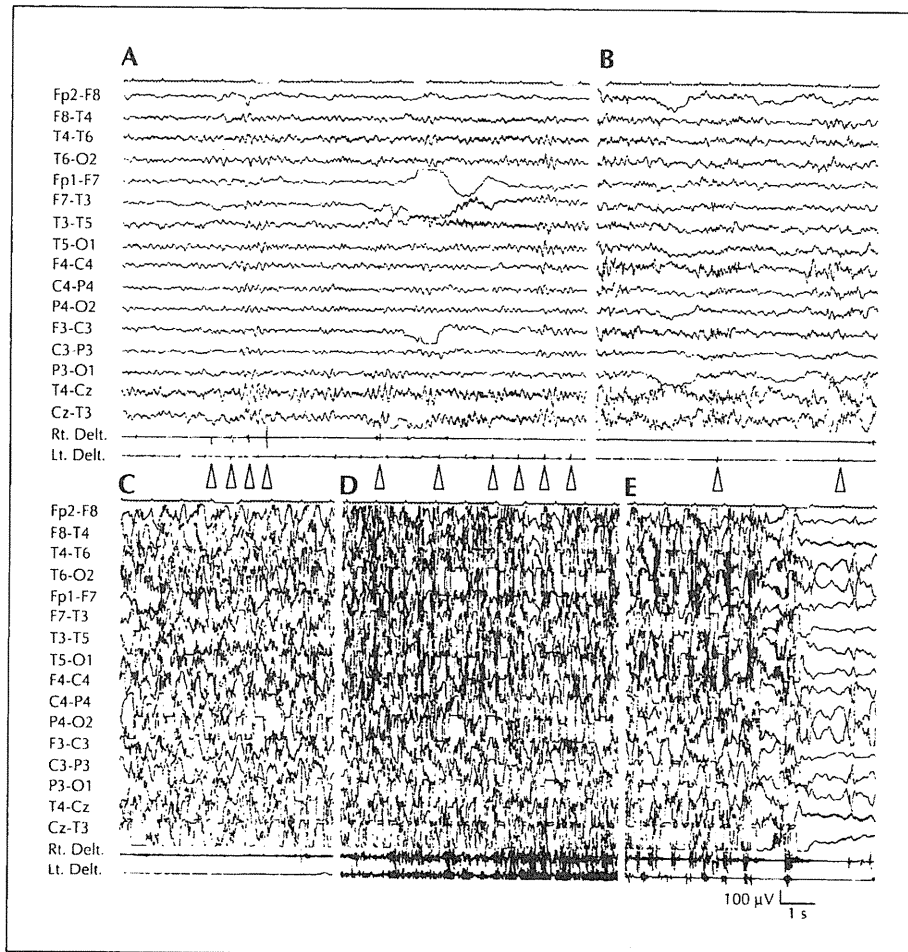 A
B
Fp2-F8
F8-T4
T4-T6
T6-O2
Fp1-F7
F7-T3
T3-T5
T5-O1
F4-C4
C4-P4
P4-O2
F3-C3
C3-P3
P3-O1
T4-Cz
Cz-T3
Rt. Delt.
Lt. Delt.
C
D
E
Fp2-F8
F8-T4
T4-T6
T6-O2
Fp1-F7
F7-T3
T3-T5
T5-O1
F4-C4
C4-P4
P4-O2
F3-C3
C3-P3
P3-O1
T4-Cz
Cz-T3
Rt. Delt.
Lt. Delt.
100 µV
1 s